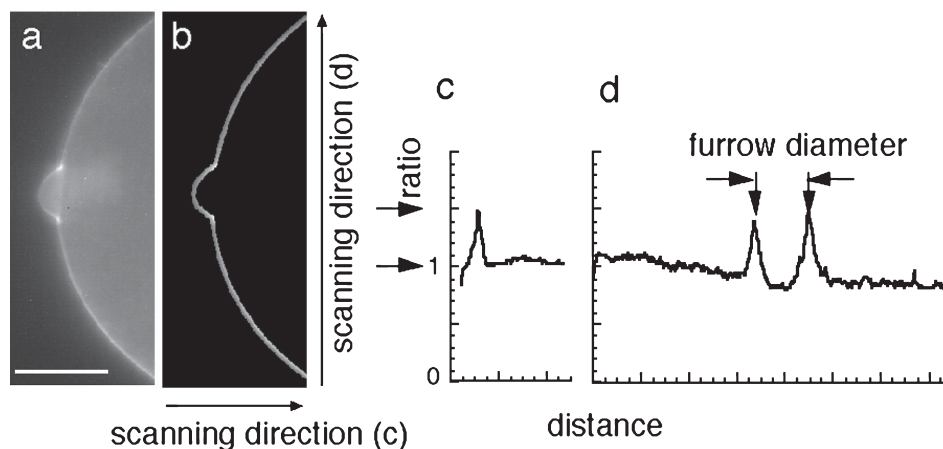 a
b
c
d
scanning direction (d)
ratio
furrow diameter
1
0
scanning direction (c)
distance